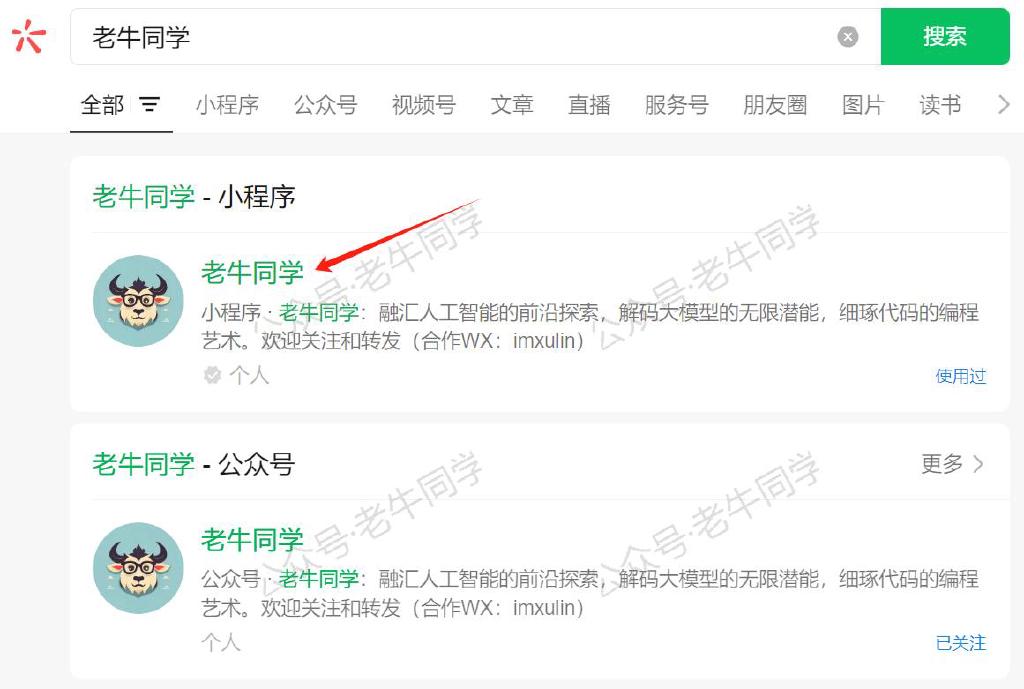 老牛同学
搜索
全部 小程序 公众号 视频号 文章 直播 服务号 朋友圈 图片 读书
老牛同学 - 小程序
老牛同学
小程序 · 老牛同学：融汇人工智能的前沿探索，解码大模型的无限潜能，细琢代码的编程
艺术。欢迎关注和转发（合作WX：imxulin）
个人
使用过
公众号·老牛同学
公众号·老牛同学
老牛同学 - 公众号
更多
老牛同学
公众号 · 老牛同学：融汇人工智能的前沿探索，解码大模型的无限潜能，细琢代码的编程
艺术。欢迎关注和转发（合作WX：imxulin）
个人
已关注
公众号·老牛同学
公众号·老牛同学